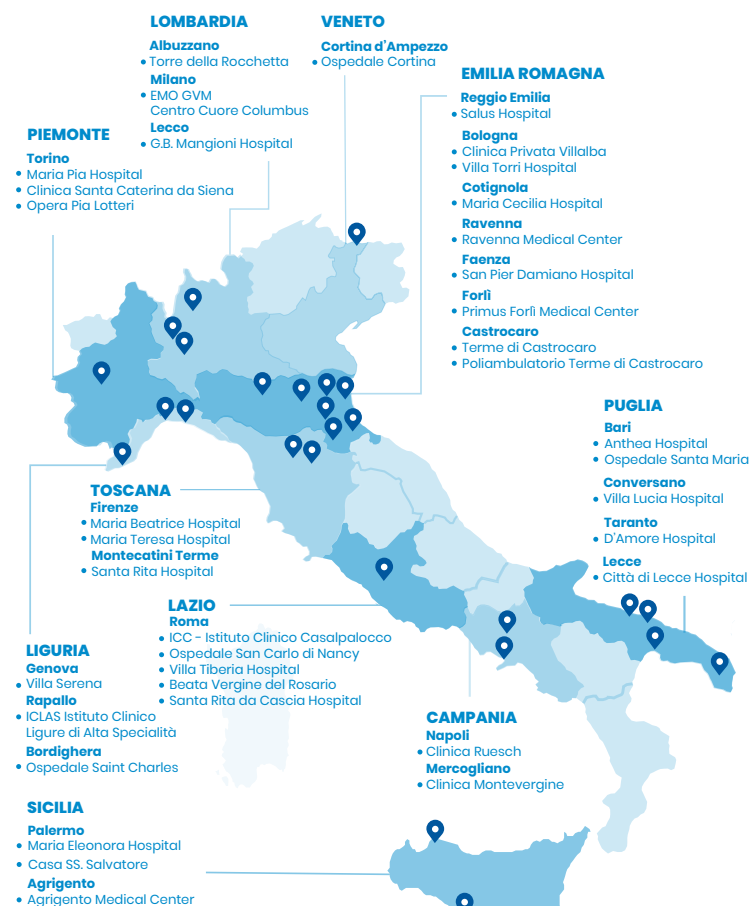 LOMBARDIA
Albuzzano
• Torre della Rocchetta
Milano
• EMO GVM
Centro Cuore Columbus
Lecco
• G.B. Mangioni Hospital
VENETO
Cortina d'Ampezzo
• Ospedale Cortina
EMILIA ROMAGNA
Reggio Emilia
• Salus Hospital
Bologna
• Clinica Privata Villalba
• Villa Torri Hospital
Cotignola
• Maria Cecilia Hospital
Ravenna
• Ravenna Medical Center
Faenza
• San Pier Damiano Hospital
Forlì
• Primus Forlì Medical Center
Castrocaro
• Terme di Castrocaro
• Poliambulatorio Terme di Castrocaro
PIEMONTE
Torino
• Maria Pia Hospital
• Clinica Santa Caterina da Siena
• Opera Pia Lotteri
PUGLIA
Bari
• Anthea Hospital
• Ospedale Santa Maria
Conversano
• Villa Lucia Hospital
Taranto
• D'Amore Hospital
Lecce
• Città di Lecce Hospital
TOSCANA
Firenze
• Maria Beatrice Hospital
• Maria Teresa Hospital
Montecatini Terme
• Santa Rita Hospital
LAZIO
Roma
• ICC - Istituto Clinico Casalpalocco
• Ospedale San Carlo di Nancy
• Villa Tiberia Hospital
• Beata Vergine del Rosario
• Santa Rita da Cascia Hospital
LIGURIA
Genova
• Villa Serena
Rapallo
• ICLAS Istituto Clinico
Ligure di Alta Specialità
Bordighera
• Ospedale Saint Charles
CAMPANIA
Napoli
• Clinica Ruesch
Mercogliano
• Clinica Montevergine
SICILIA
Palermo
• Maria Eleonora Hospital
• Casa SS. Salvatore
Agrigento
• Agrigento Medical Center